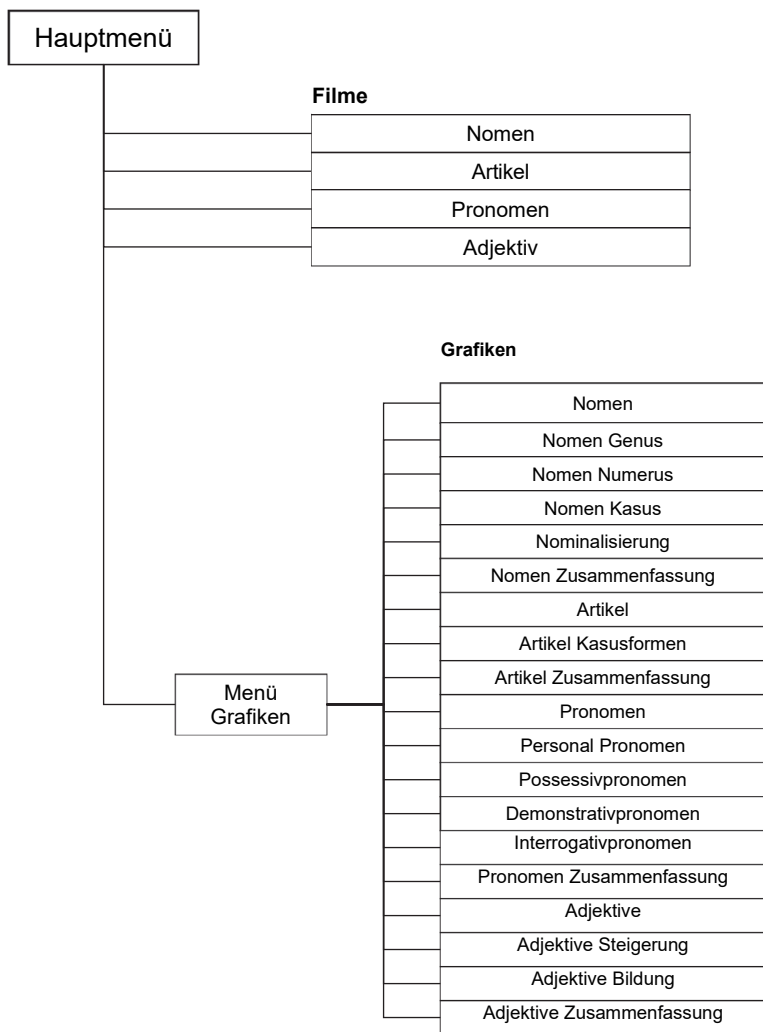 Hauptmenü
Filme
Nomen
Artikel
Pronomen
Adjektiv
Grafiken
Nomen
Nomen Genus
Nomen Numerus
Nomen Kasus
Nominalisierung
Nomen Zusammenfassung
Artikel
Artikel Kasusformen
Artikel Zusammenfassung
Menü
Grafiken
Pronomen
Personal Pronomen
Possessivpronomen
Demonstrativpronomen
Interrogativpronomen
Pronomen Zusammenfassung
Adjektive
Adjektive Steigerung
Adjektive Bildung
Adjektive Zusammenfassung